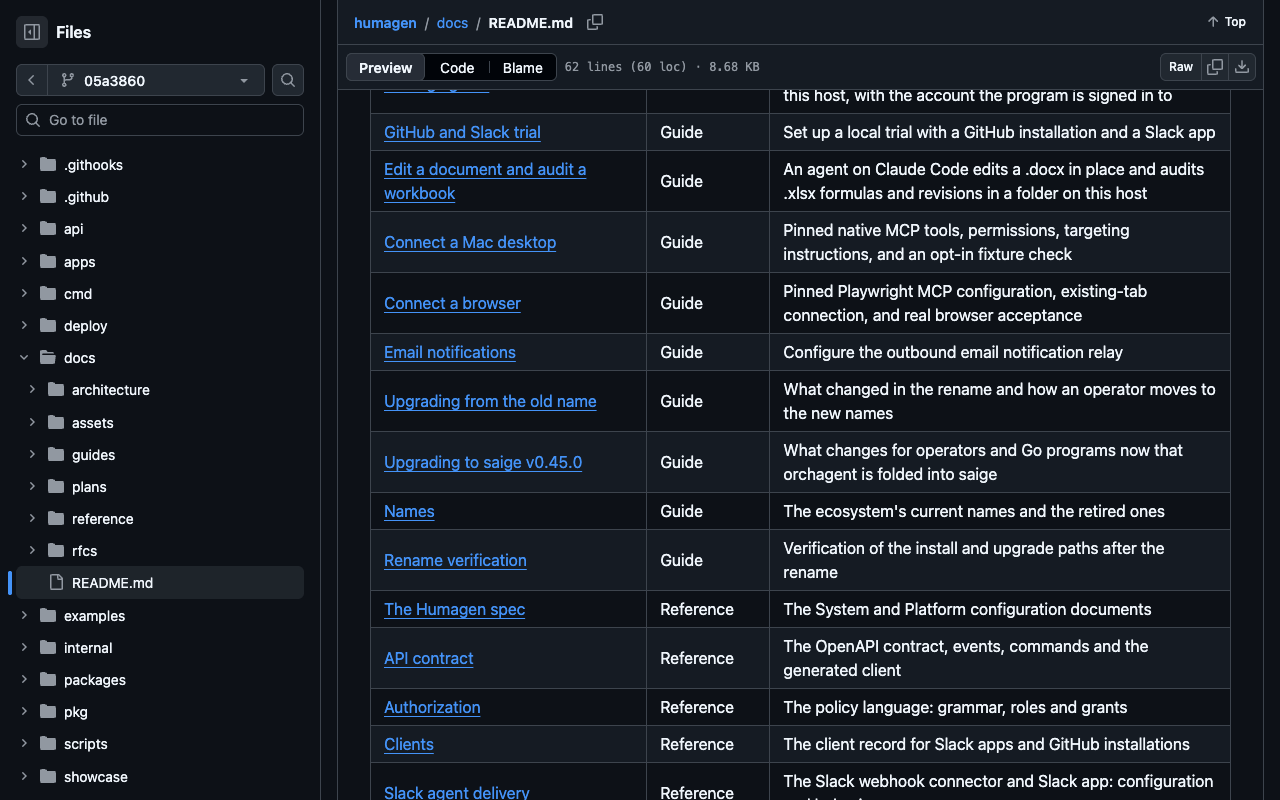 Files
humagen / docs / README.md
Top
05a3860
Preview Code Blame 62 lines (60 loc) · 8.68 KB Raw
Go to file
.githooks
.github
api
apps
cmd
deploy
docs
architecture
assets
guides
plans
reference
rfcs
README.md
examples
internal
packages
pkg
scripts
showcase
this host, with the account the program is signed in to
GitHub and Slack trial Guide Set up a local trial with a GitHub installation and a Slack app
Edit a document and audit a
workbook
Guide
An agent on Claude Code edits a .docx in place and audits
.xlsx formulas and revisions in a folder on this host
Connect a Mac desktop Guide
Pinned native MCP tools, permissions, targeting
instructions, and an opt-in fixture check
Connect a browser Guide
Pinned Playwright MCP configuration, existing-tab
connection, and real browser acceptance
Email notifications Guide Configure the outbound email notification relay
Upgrading from the old name Guide
What changed in the rename and how an operator moves to
the new names
Upgrading to saige v0.45.0 Guide
What changes for operators and Go programs now that
orchagent is folded into saige
Names Guide The ecosystem's current names and the retired ones
Rename verification Guide
Verification of the install and upgrade paths after the
rename
The Humagen spec Reference The System and Platform configuration documents
API contract Reference
The OpenAPI contract, events, commands and the
generated client
Authorization Reference The policy language: grammar, roles and grants
Clients Reference The client record for Slack apps and GitHub installations
Slack agent delivery Reference
The Slack webhook connector and Slack app: configuration